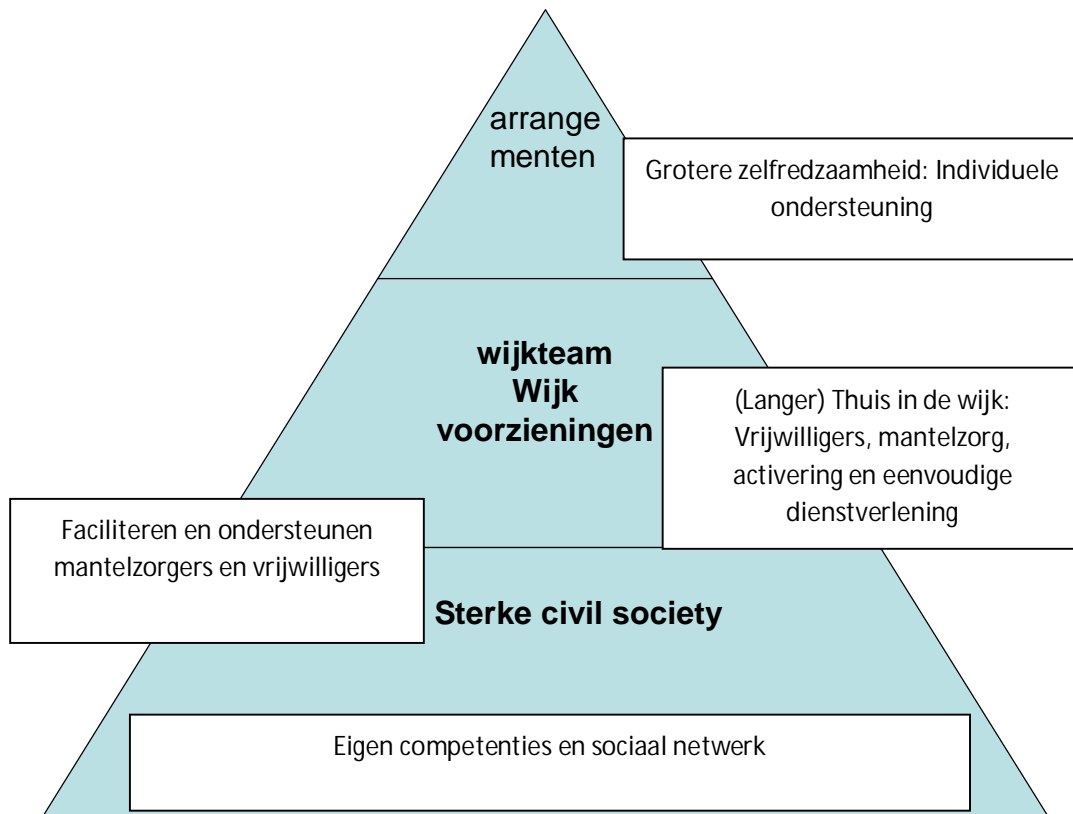 arrange
menten
Grotere zelfredzaamheid: Individuele
ondersteuning
wijkteam
Wijk
voorzieningen
(Langer) Thuis in de wijk:
Vrijwilligers, mantelzorg,
activering en eenvoudige
dienstverlening
Faciliteren en ondersteunen
mantelzorgers en vrijwilligers
Sterke civil society
Eigen competenties en sociaal netwerk